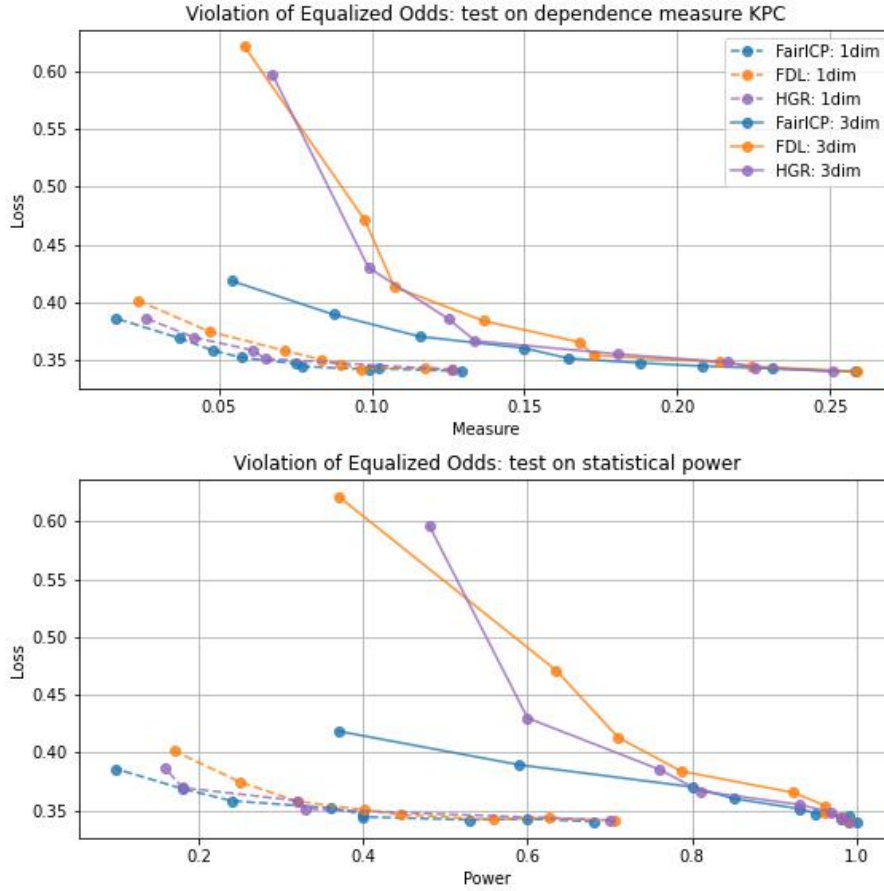 Violation of Equalized Odds: test on dependence measure KPC
0.60
0.55
0.50
0.45
0.40
0.35
Loss
FairICP: 1dim
FDL: 1dim
HGR: 1dim
FairICP: 3dim
FDL: 3dim
HGR: 3dim
0.05 0.10 0.15 0.20 0.25
Measure
Violation of Equalized Odds: test on statistical power
0.60
0.55
0.50
0.45
0.40
0.35
Loss
0.2 0.4 0.6 0.8 1.0
Power